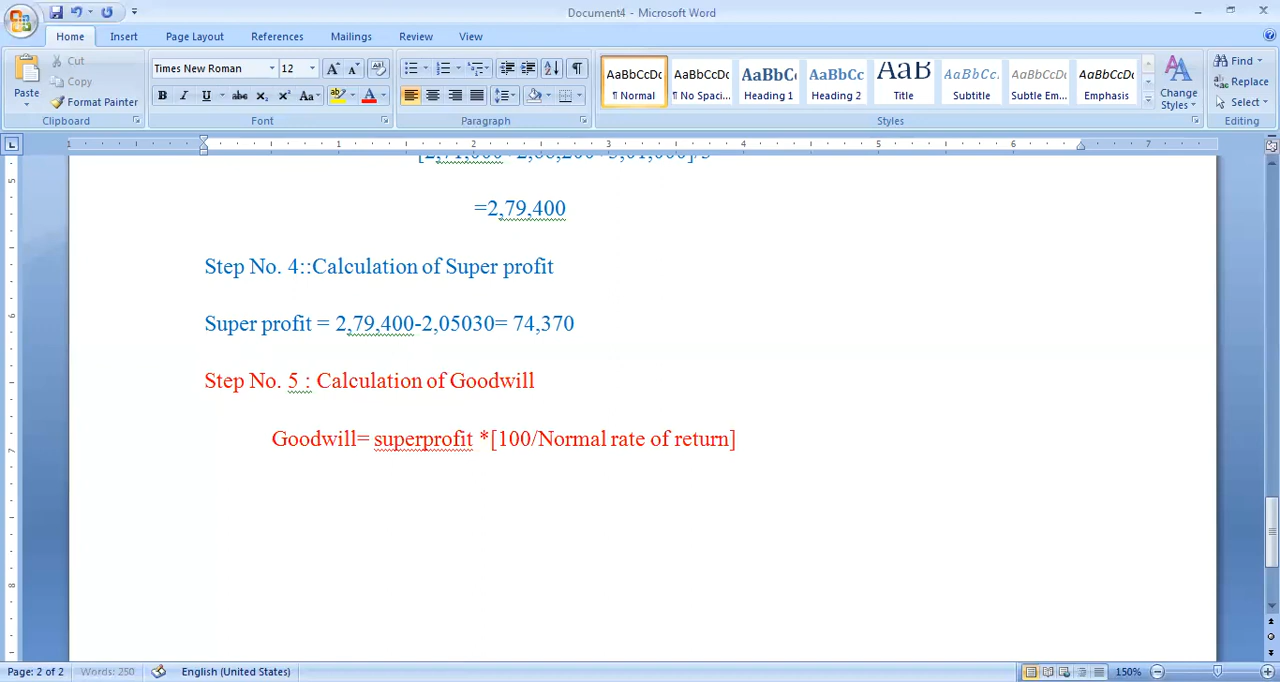 Document4 - Microsoft Word
Home Insert Page Layout References Mailings Review View
Cut
Copy
Paste
Format Painter
Clipboard
Times New Roman 12
Font
Paragraph
AaBbCcDc AaBbCcDc AaBbC AaBbCc AaB AaBbCc. AaBbCcDc AaBbCcDc
¶ Normal ¶ No Spaci... Heading 1 Heading 2 Title Subtitle Subtle Em... Emphasis
Styles
Change Styles
Find
Replace
Select
Editing
=2,79,400
Step No. 4::Calculation of Super profit
Super profit = 2,79,400-2,05030= 74,370
Step No. 5 : Calculation of Goodwill
Goodwill= superprofit *[100/Normal rate of return]
Page: 2 of 2 Words: 250 English (United States) 150%